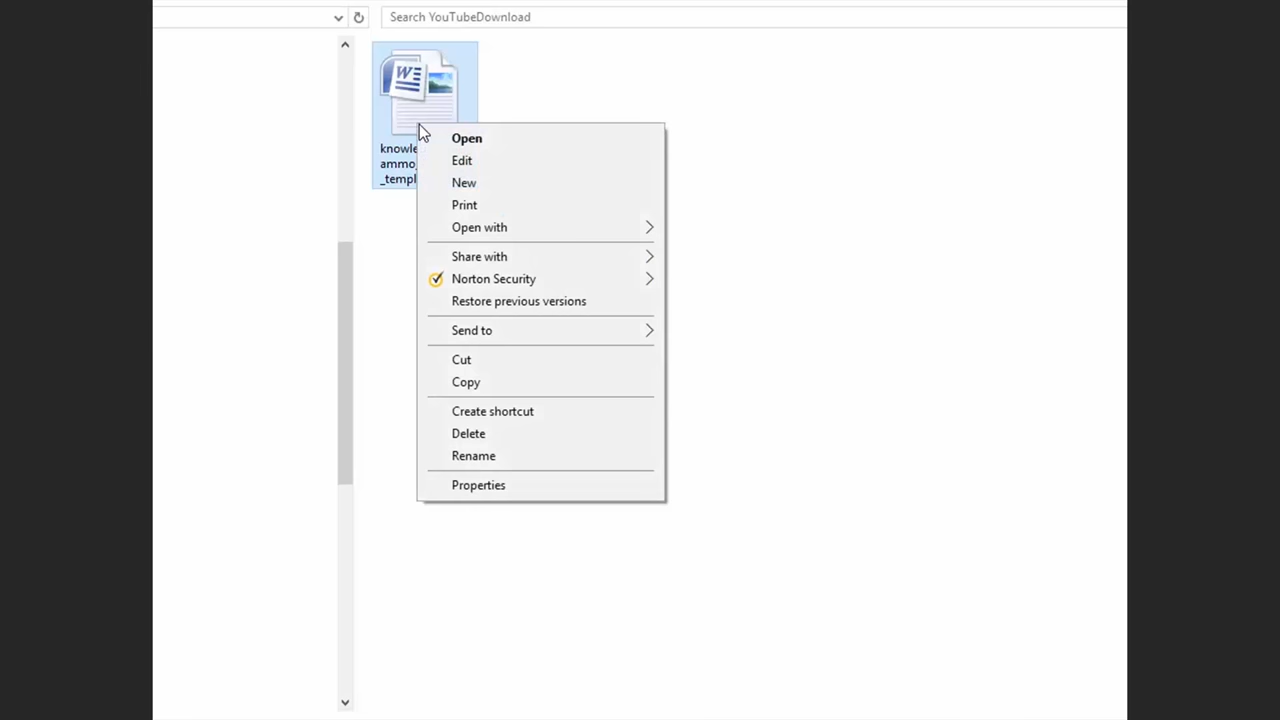 Search YouTubeDownload
W
knowle
ammo
_templ
Open
Edit
New
Print
Open with
Share with
Norton Security
Restore previous versions
Send to
Cut
Copy
Create shortcut
Delete
Rename
Properties